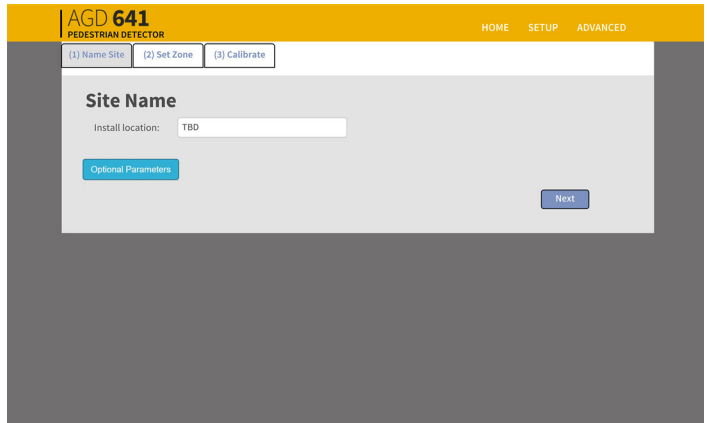 AGD 641
PEDESTRIAN DETECTOR
HOME SETUP ADVANCED
(1) Name Site (2) Set Zone (3) Calibrate
Site Name
Install location: TBD
Optional Parameters
Next